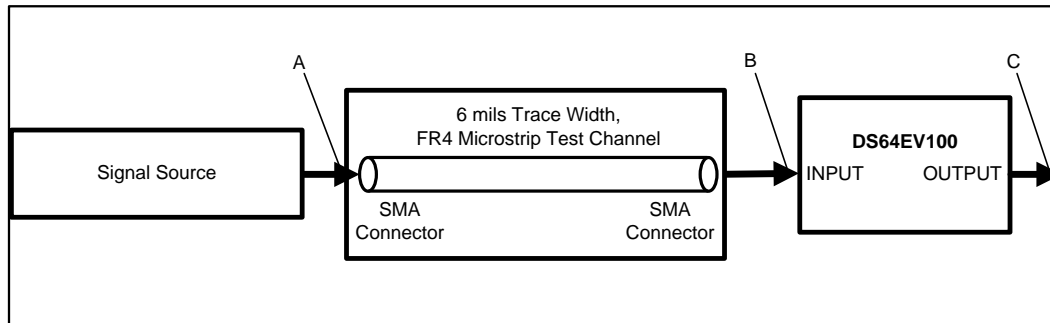 A
B
C
6 mils Trace Width,
FR4 Microstrip Test Channel
Signal Source
SMA
Connector
SMA
Connector
DS64EV100
INPUT
OUTPUT